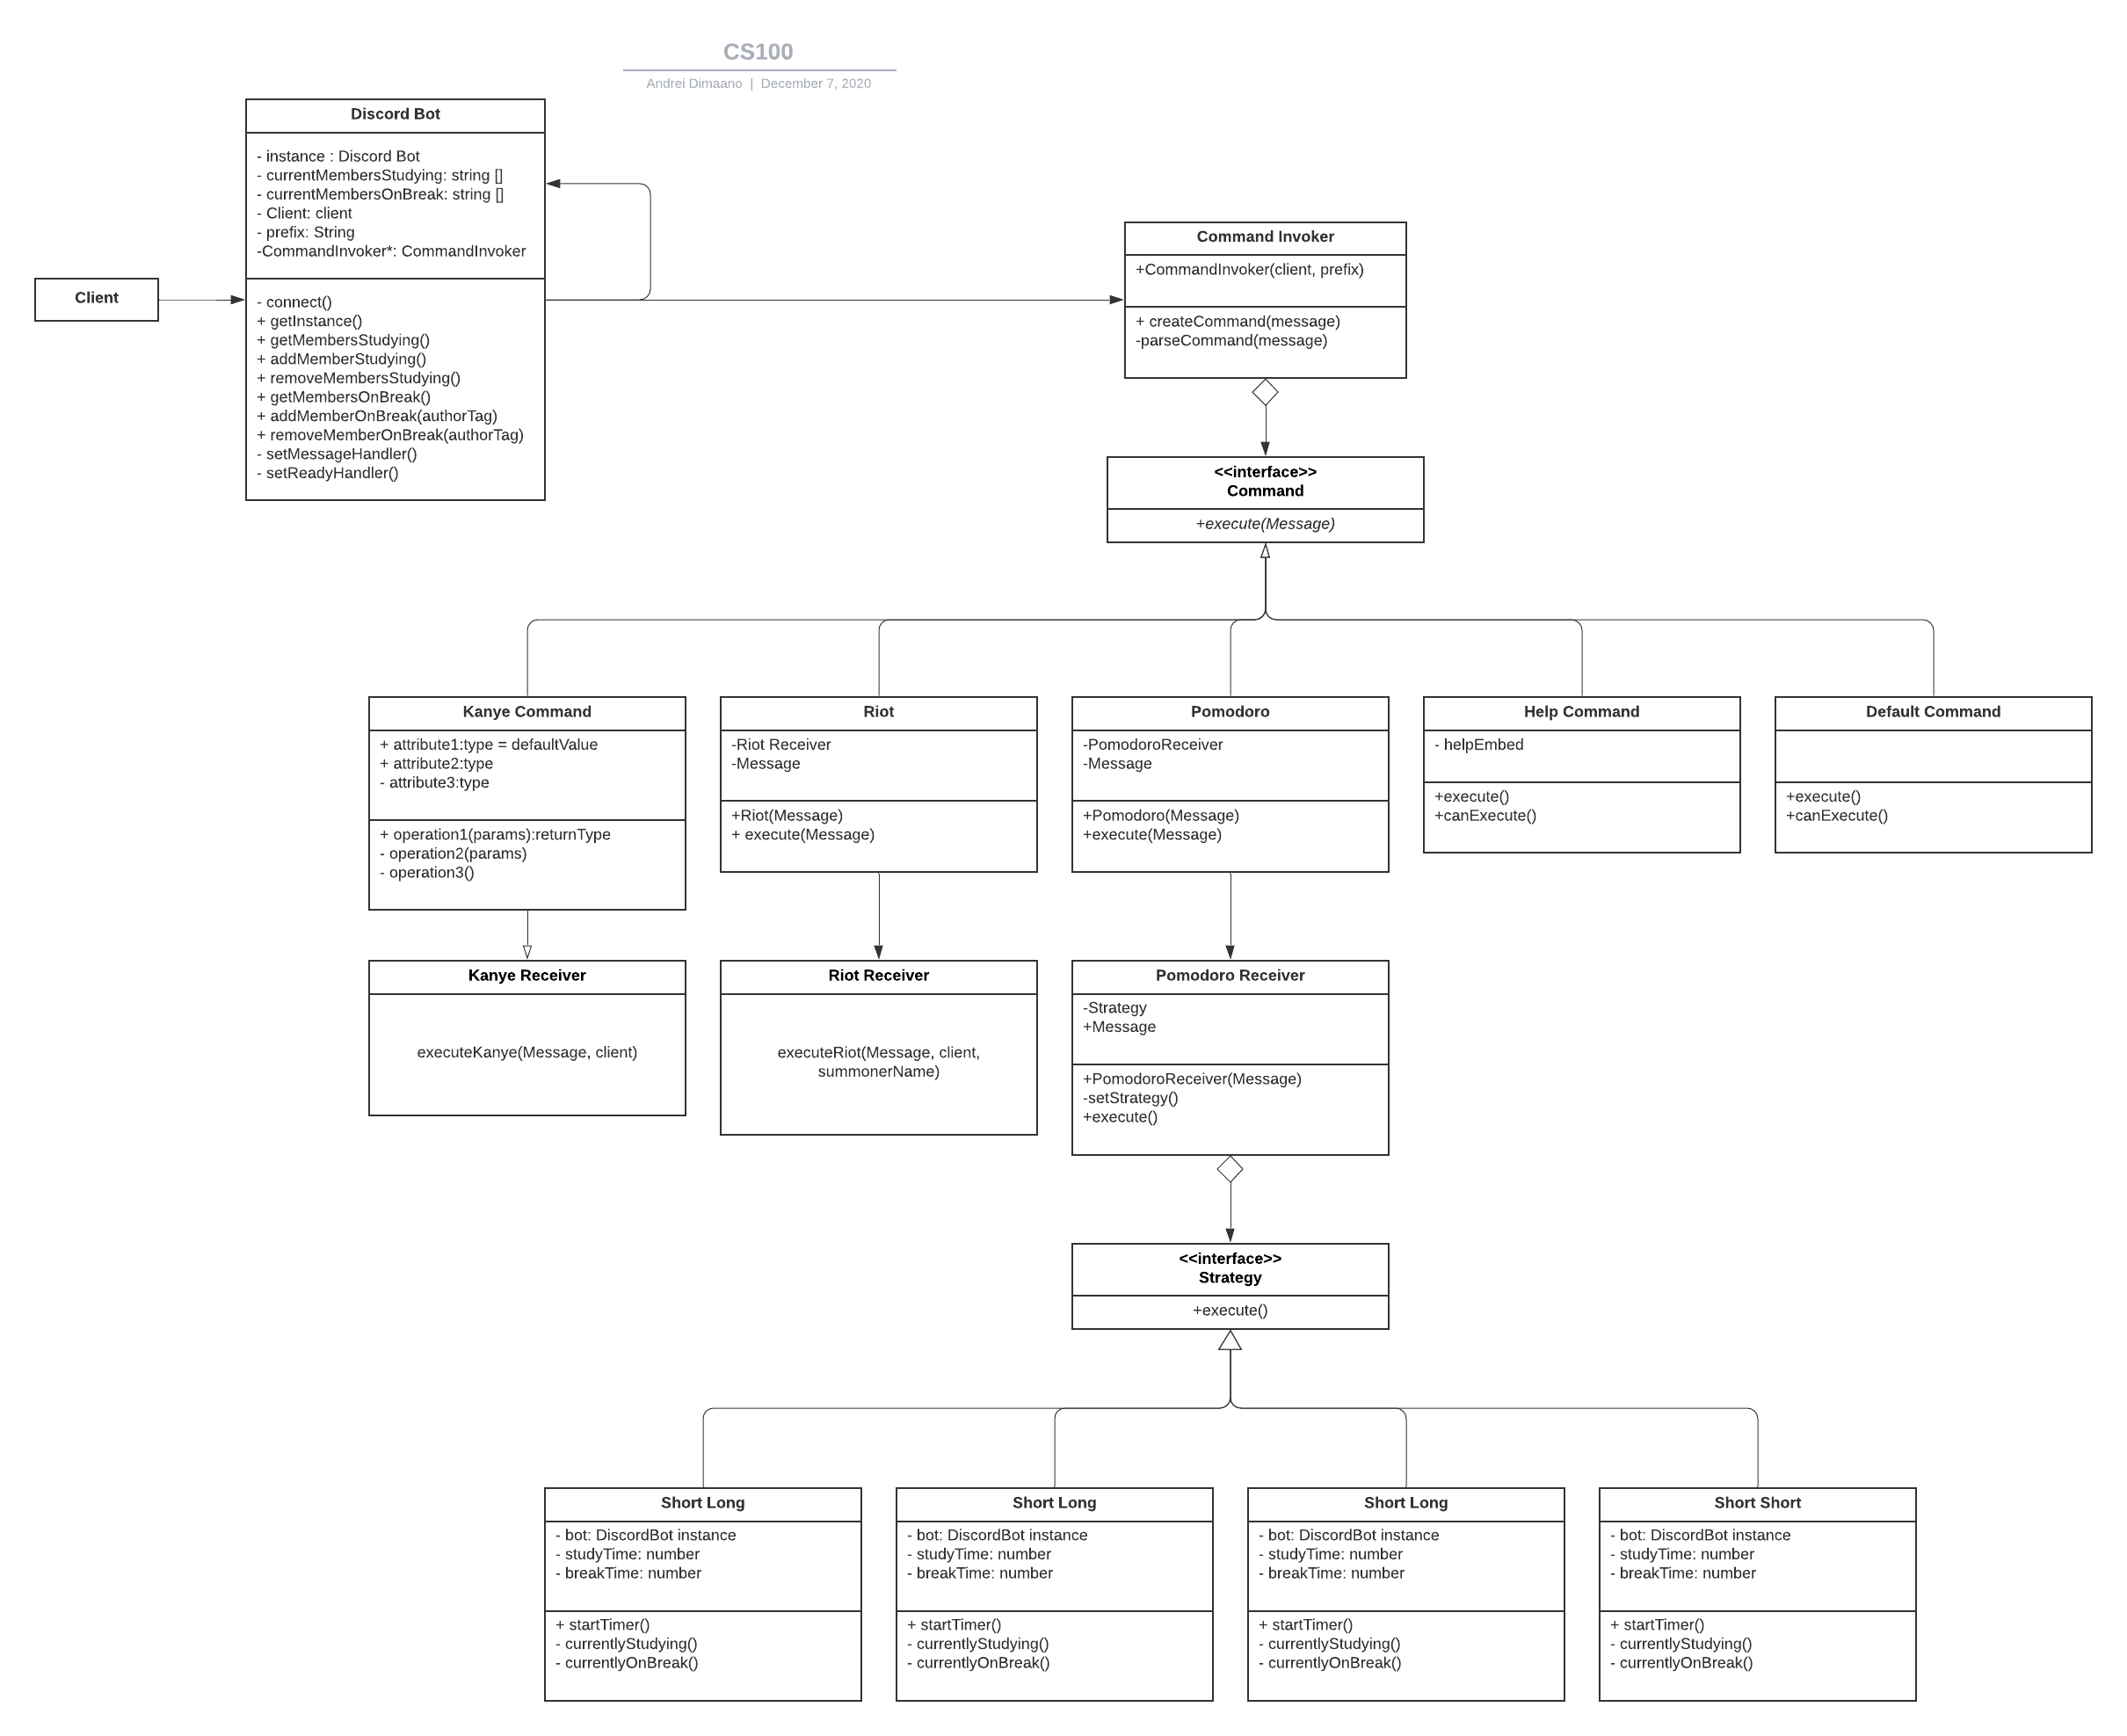 CS100
Andrei Dimaano | December 7, 2020
Discord Bot
- instance : Discord Bot
- currentMembersStudying: string []
- currentMembersOnBreak: string []
- Client: client
- prefix: String
-CommandInvoker*: CommandInvoker
- connect()
+ getInstance()
+ getMembersStudying()
+ addMemberStudying()
+ removeMembersStudying()
+ getMembersOnBreak()
+ addMemberOnBreak(authorTag)
+ removeMemberOnBreak(authorTag)
- setMessageHandler()
- setReadyHandler()
Client
Command Invoker
+CommandInvoker(client, prefix)
+ createCommand(message)
-parseCommand(message)
<<interface>>
Command
+execute(Message)
Kanye Command
+ attribute1:type = defaultValue
+ attribute2:type
- attribute3:type
+ operation1(params):returnType
- operation2(params)
- operation3()
Riot
-Riot Receiver
-Message
+Riot(Message)
+ execute(Message)
Pomodoro
-PomodoroReceiver
-Message
+Pomodoro(Message)
+execute(Message)
Help Command
- helpEmbed
+execute()
+canExecute()
Default Command
+execute()
+canExecute()
Kanye Receiver
executeKanye(Message, client)
Riot Receiver
executeRiot(Message, client,
summonerName)
Pomodoro Receiver
-Strategy
+Message
+PomodoroReceiver(Message)
-setStrategy()
+execute()
<<interface>>
Strategy
+execute()
Short Long
- bot: DiscordBot instance
- studyTime: number
- breakTime: number
+ startTimer()
- currentlyStudying()
- currentlyOnBreak()
Short Long
- bot: DiscordBot instance
- studyTime: number
- breakTime: number
+ startTimer()
- currentlyStudying()
- currentlyOnBreak()
Short Long
- bot: DiscordBot instance
- studyTime: number
- breakTime: number
+ startTimer()
- currentlyStudying()
- currentlyOnBreak()
Short Short
- bot: DiscordBot instance
- studyTime: number
- breakTime: number
+ startTimer()
- currentlyStudying()
- currentlyOnBreak()